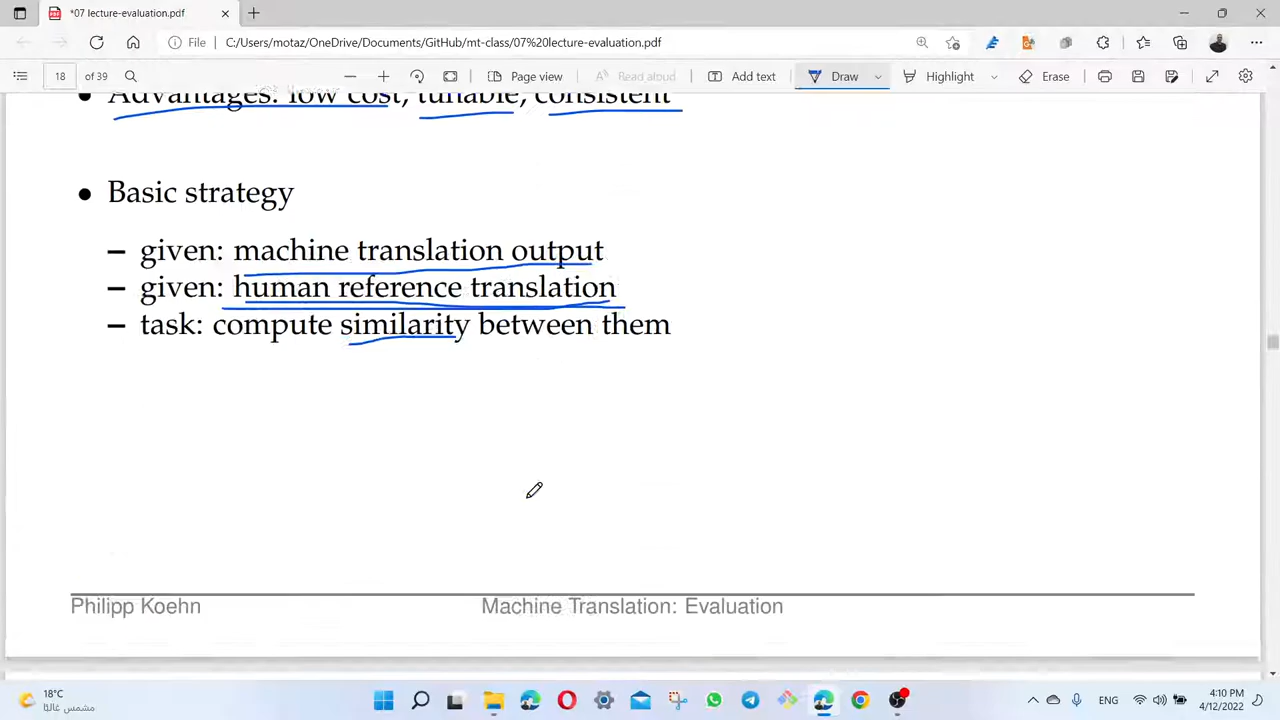 *07 lecture-evaluation.pdf
File
C:/Users/motaz/OneDrive/Documents/GitHub/mt-class/07%20lecture-evaluation.pdf
18 of 39
Page view
Read aloud
Add text
Draw
Highlight
Erase
• Advantages: low cost, tunable, consistent
• Basic strategy
– given: machine translation output
– given: human reference translation
– task: compute similarity between them
Philipp Koehn
Machine Translation: Evaluation
18°C
مشمس غالبًا
ENG
4:10 PM
4/12/2022